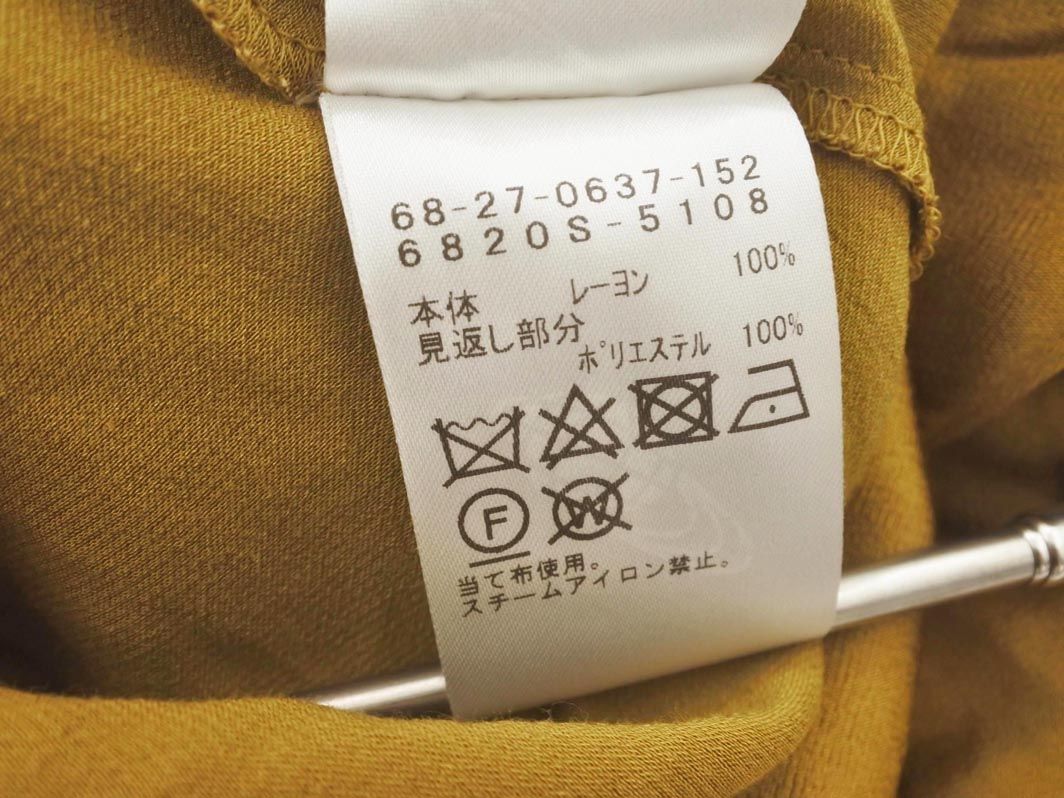 68-27-0637-152
6820S-5108
本体 レーヨン 100%
見返し部分
ポリエステル 100%
F W
当て布使用。
スチームアイロン禁止。